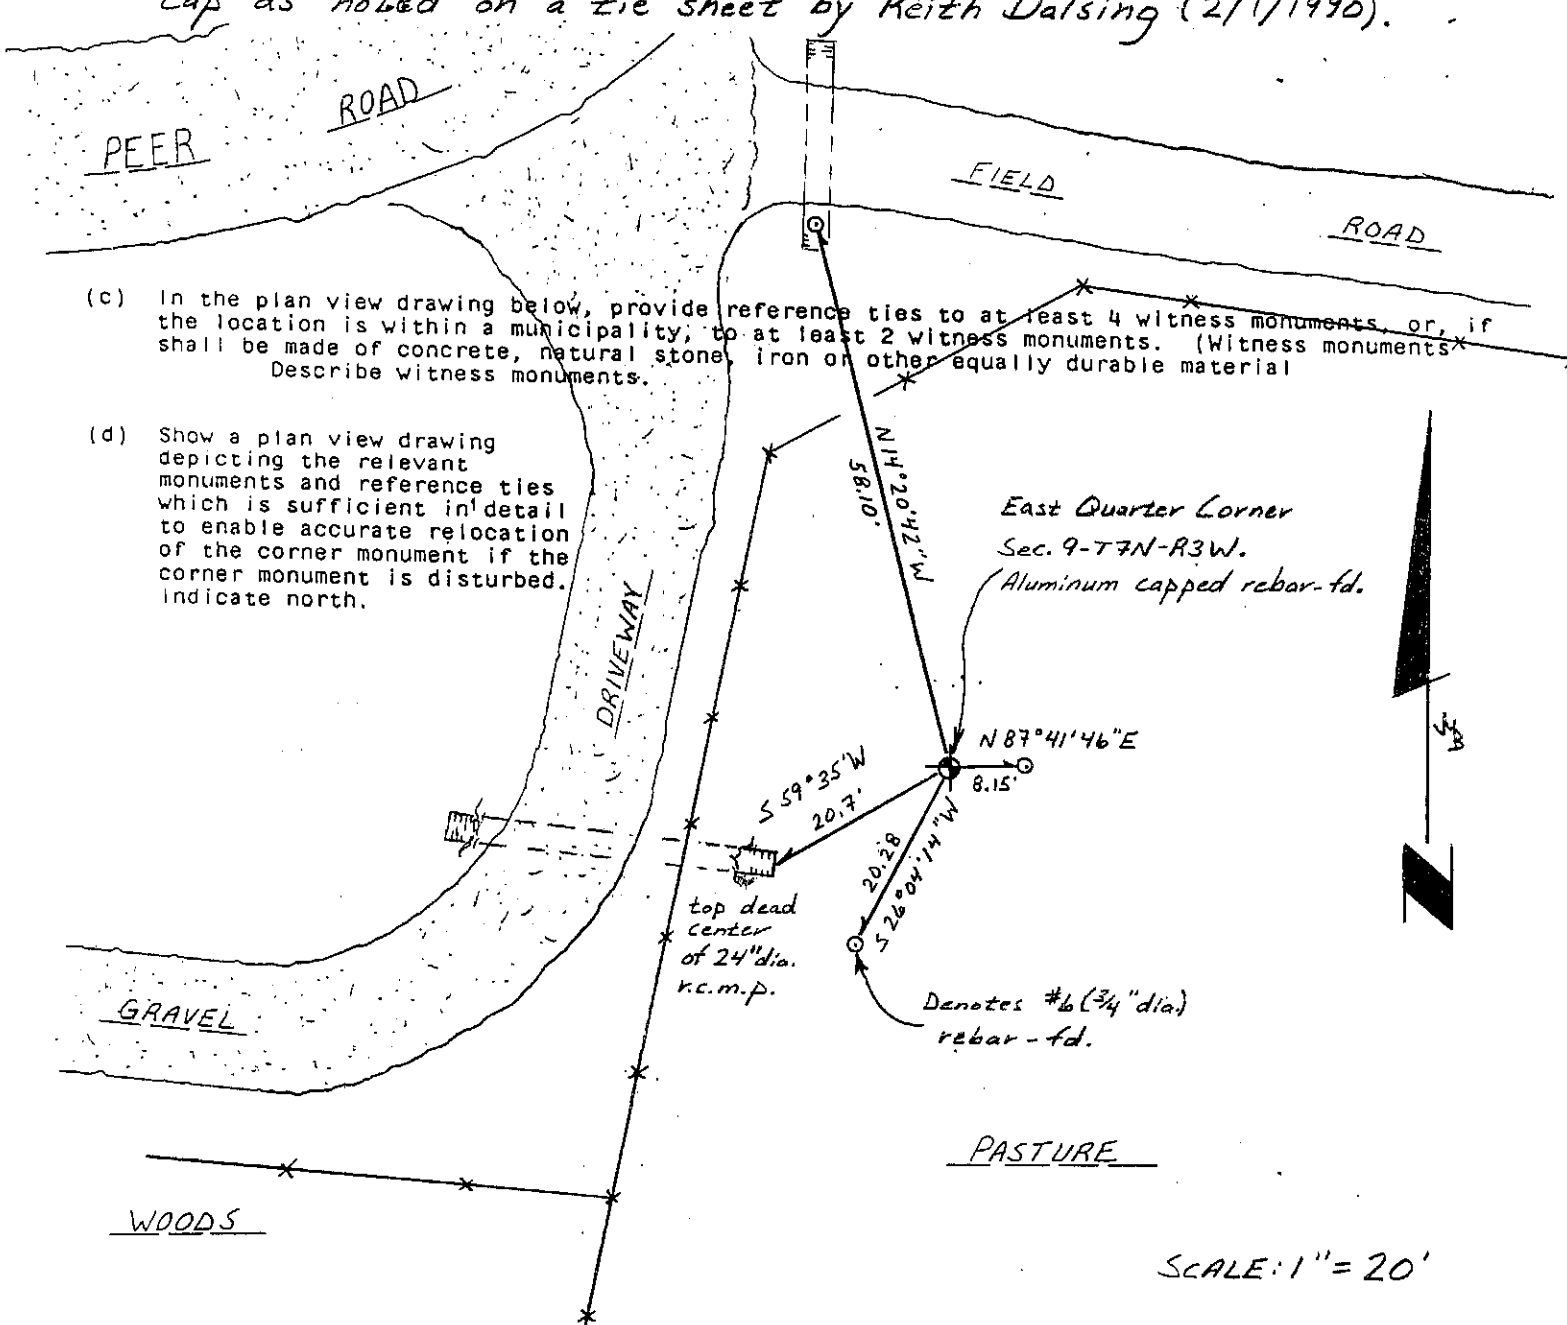 Cap as noted on a tie sheet by Keith Dalsing (2/1/1990).
PEER ROAD
FIELD ROAD
(c) In the plan view drawing below, provide reference ties to at least 4 witness monuments, or, if
the location is within a municipality, to at least 2 witness monuments. (Witness monuments
shall be made of concrete, natural stone, iron or other equally durable material
Describe witness monuments.
(d) Show a plan view drawing
depicting the relevant
monuments and reference ties
which is sufficient in detail
to enable accurate relocation
of the corner monument if the
corner monument is disturbed.
Indicate north.
N 14°20'42" W
58.10'
East Quarter Corner
Sec. 9-T7N-R3W.
Aluminum capped rebar-fd.
DRIVEWAY
N 87°41'46" E
8.15'
S 59°35' W
20.7'
20.28
S 26°04'14" W
top dead
center
of 24" dia.
r.c.m.p.
Denotes #6 (3/4" dia.)
rebar-fd.
GRAVEL
PASTURE
WOODS
N
SCALE: 1" = 20'